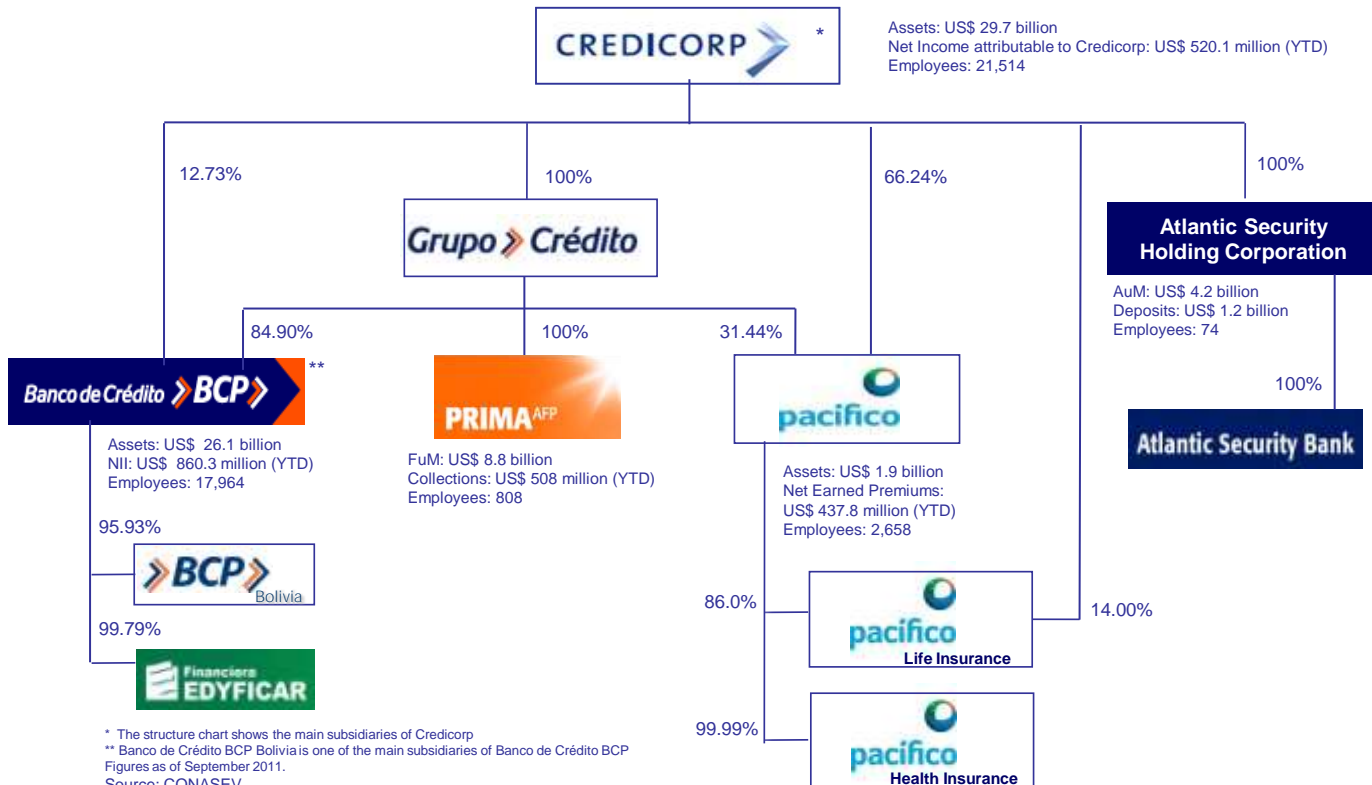 CREDICORP
*
Assets: US$ 29.7 billion
Net Income attributable to Credicorp: US$ 520.1 million (YTD)
Employees: 21,514
12.73%
100%
66.24%
100%
Grupo Crédito
Atlantic Security
Holding Corporation
AuM: US$ 4.2 billion
Deposits: US$ 1.2 billion
Employees: 74
84.90%
100%
31.44%
100%
Banco de Crédito BCP
**
PRIMA AFP
pacifico
Atlantic Security Bank
Assets: US$ 26.1 billion
NII: US$ 860.3 million (YTD)
Employees: 17,964
FuM: US$ 8.8 billion
Collections: US$ 508 million (YTD)
Employees: 808
Assets: US$ 1.9 billion
Net Earned Premiums:
US$ 437.8 million (YTD)
Employees: 2,658
95.93%
BCP
Bolivia
99.79%
Financiera
EDYFICAR
86.0%
pacifico
Life Insurance
14.00%
99.99%
pacifico
Health Insurance
* The structure chart shows the main subsidiaries of Credicorp
** Banco de Crédito BCP Bolivia is one of the main subsidiaries of Banco de Crédito BCP
Figures as of September 2011.
Source: CONASEV